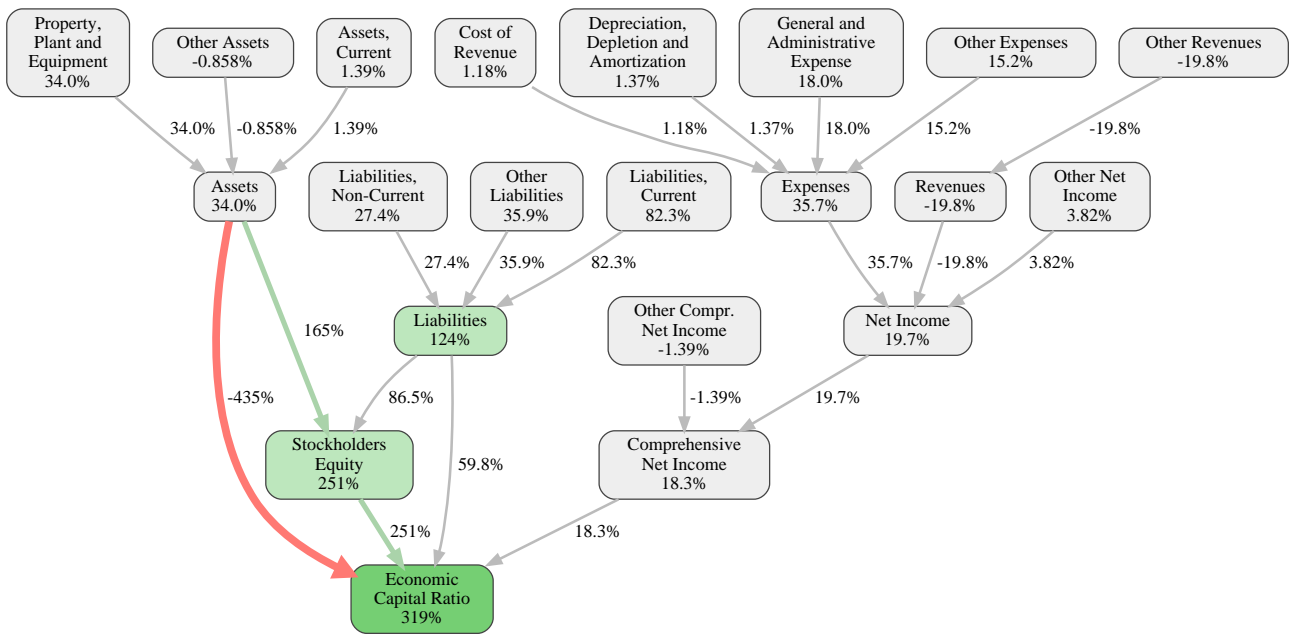 Property,
Plant and
Equipment
34.0%
Other Assets
-0.858%
Assets,
Current
1.39%
Cost of
Revenue
1.18%
Depreciation,
Depletion and
Amortization
1.37%
General and
Administrative
Expense
18.0%
Other Expenses
15.2%
Other Revenues
-19.8%
34.0%
-0.858%
1.39%
1.18%
1.37%
18.0%
15.2%
-19.8%
Assets
34.0%
Liabilities,
Non-Current
27.4%
Other
Liabilities
35.9%
Liabilities,
Current
82.3%
Expenses
35.7%
Revenues
-19.8%
Other Net
Income
3.82%
27.4%
35.9%
82.3%
35.7%
-19.8%
3.82%
165%
Liabilities
124%
Other Compr.
Net Income
-1.39%
Net Income
19.7%
-435%
86.5%
-1.39%
19.7%
Stockholders
Equity
251%
59.8%
Comprehensive
Net Income
18.3%
251%
18.3%
Economic
Capital Ratio
319%